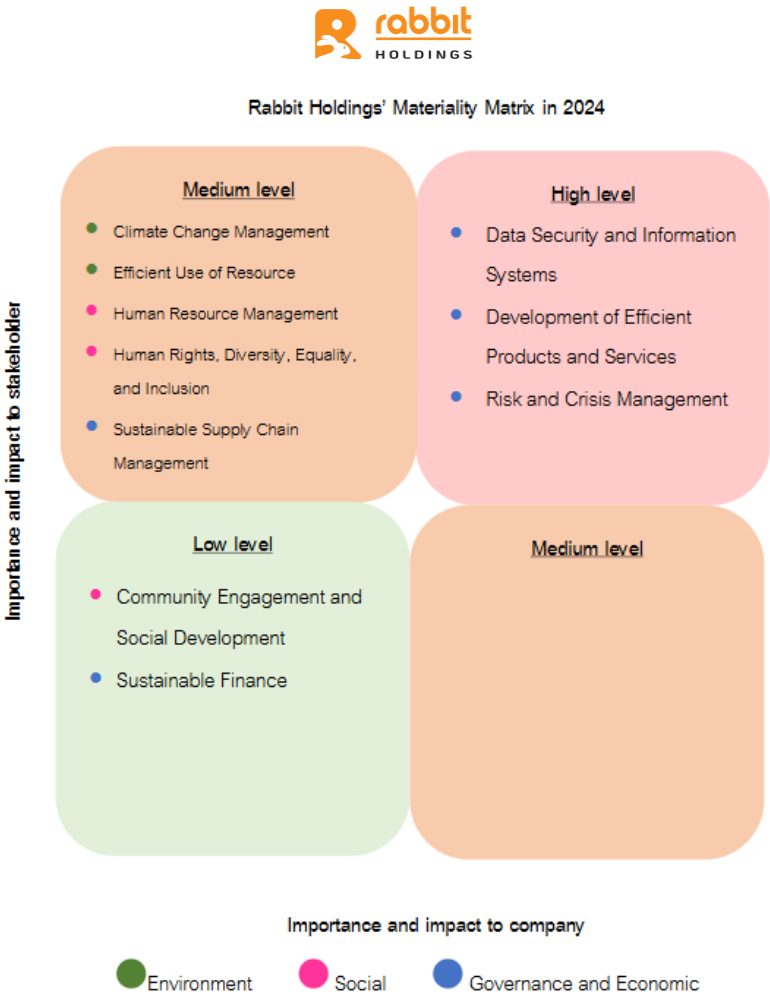 rabbit
HOLDINGS
Rabbit Holdings' Materiality Matrix in 2024
Importance and impact to stakeholder
Medium level
Climate Change Management
Efficient Use of Resource
Human Resource Management
Human Rights, Diversity, Equality,
and Inclusion
Sustainable Supply Chain
Management
High level
Data Security and Information
Systems
Development of Efficient
Products and Services
Risk and Crisis Management
Low level
Community Engagement and
Social Development
Sustainable Finance
Medium level
Importance and impact to company
Environment
Social
Governance and Economic